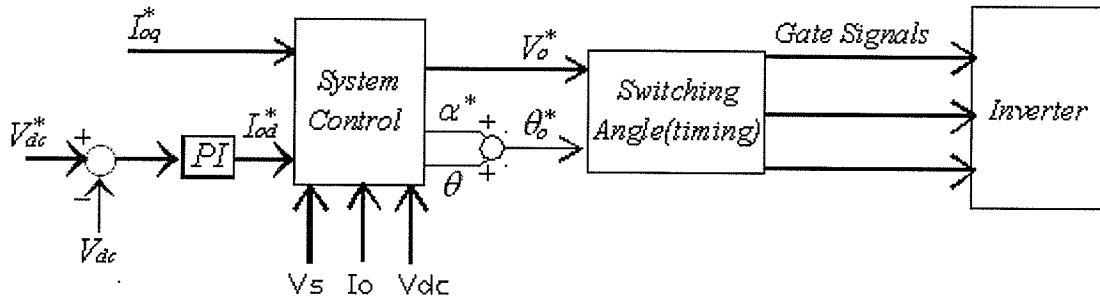 I*oq
V*dc
+
−
Vdc
PI
I*od
System
Control
Vs
Io
Vdc
V*o
α*
+
θ
+
θ*o
Switching
Angle(timing)
Gate Signals
Inverter